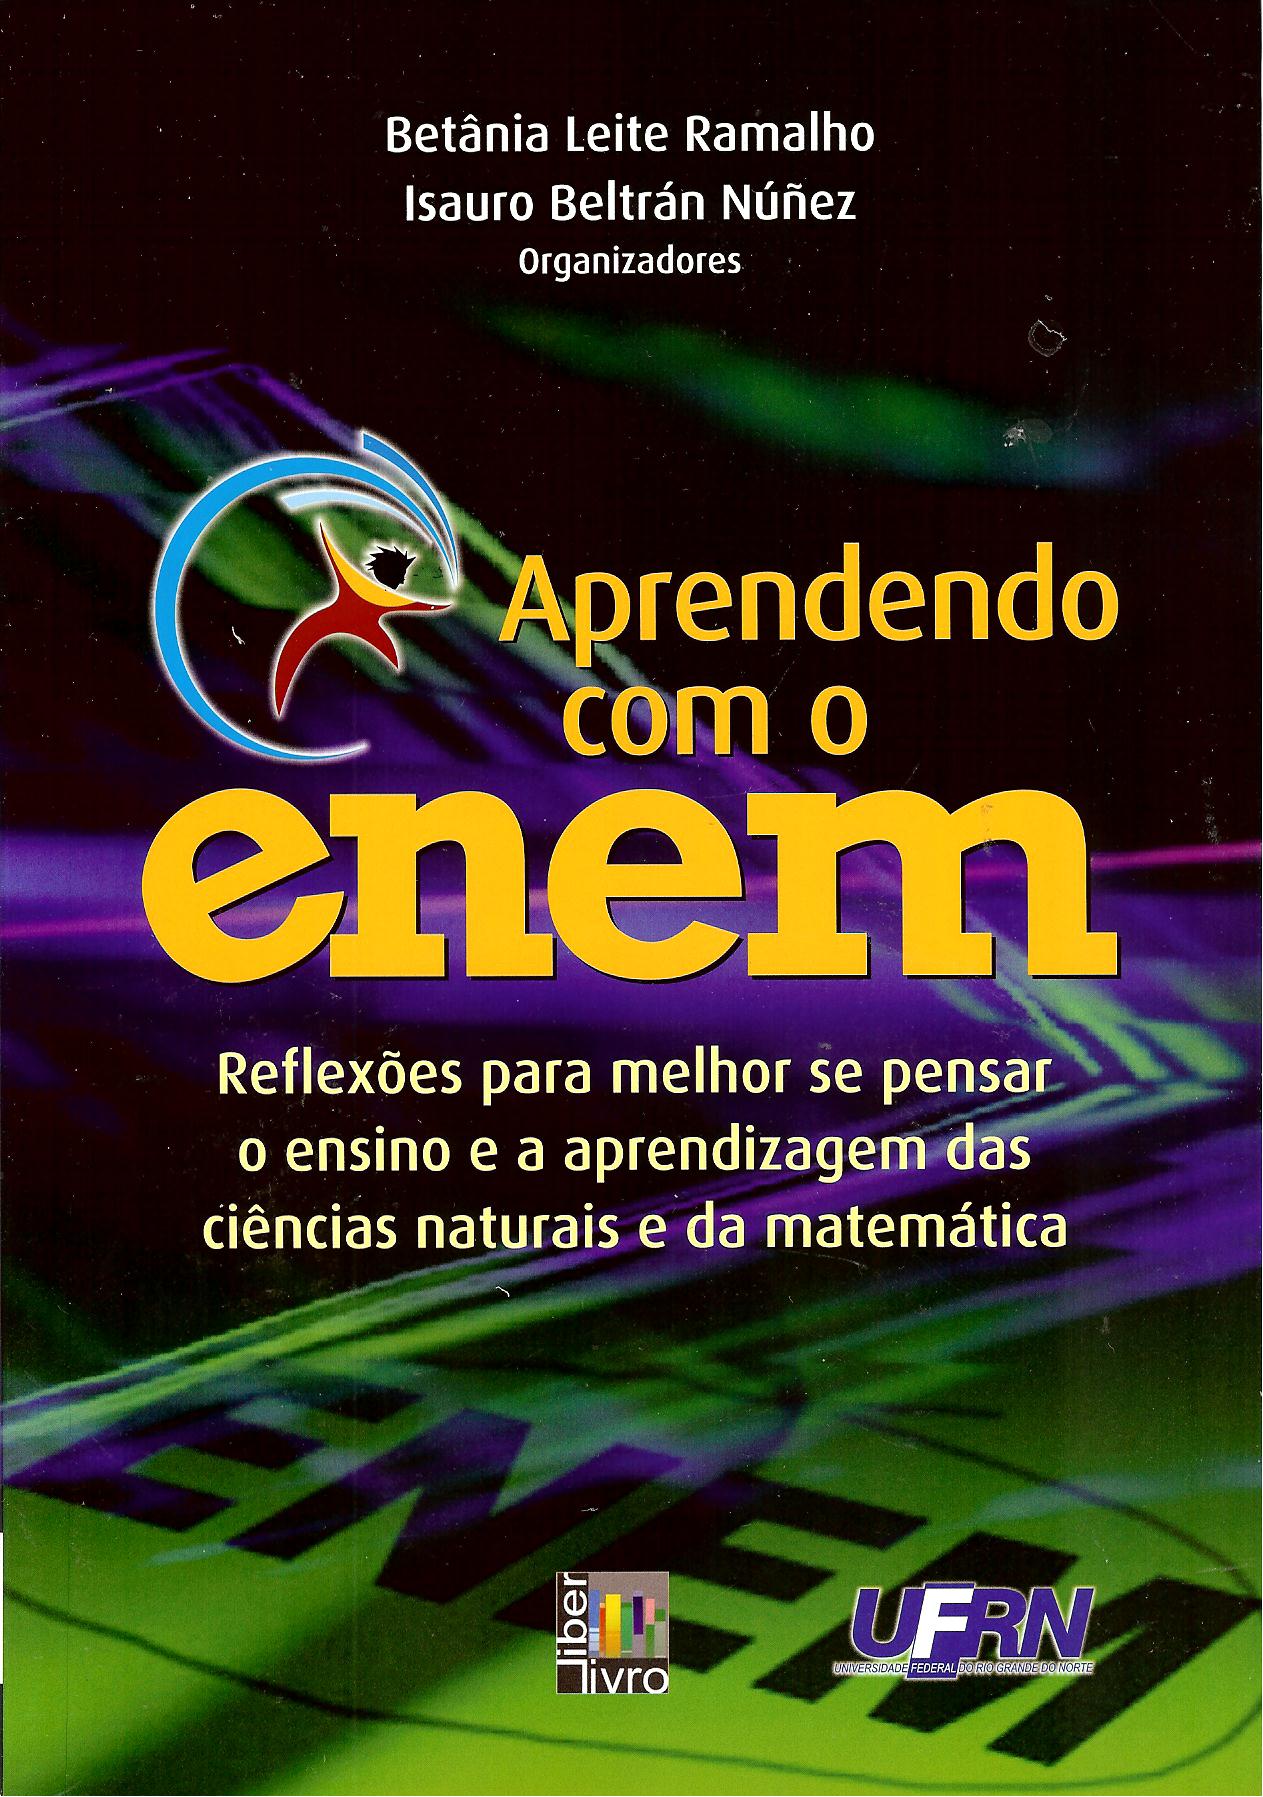 Betânia Leite Ramalho
Isauro Beltrán Núñez
Organizadores
Aprendendo
com o
enem
Reflexões para melhor se pensar
o ensino e a aprendizagem das
ciências naturais e da matemática
ENEM
liber
livro
UFRN
UNIVERSIDADE FEDERAL DO RIO GRANDE DO NORTE